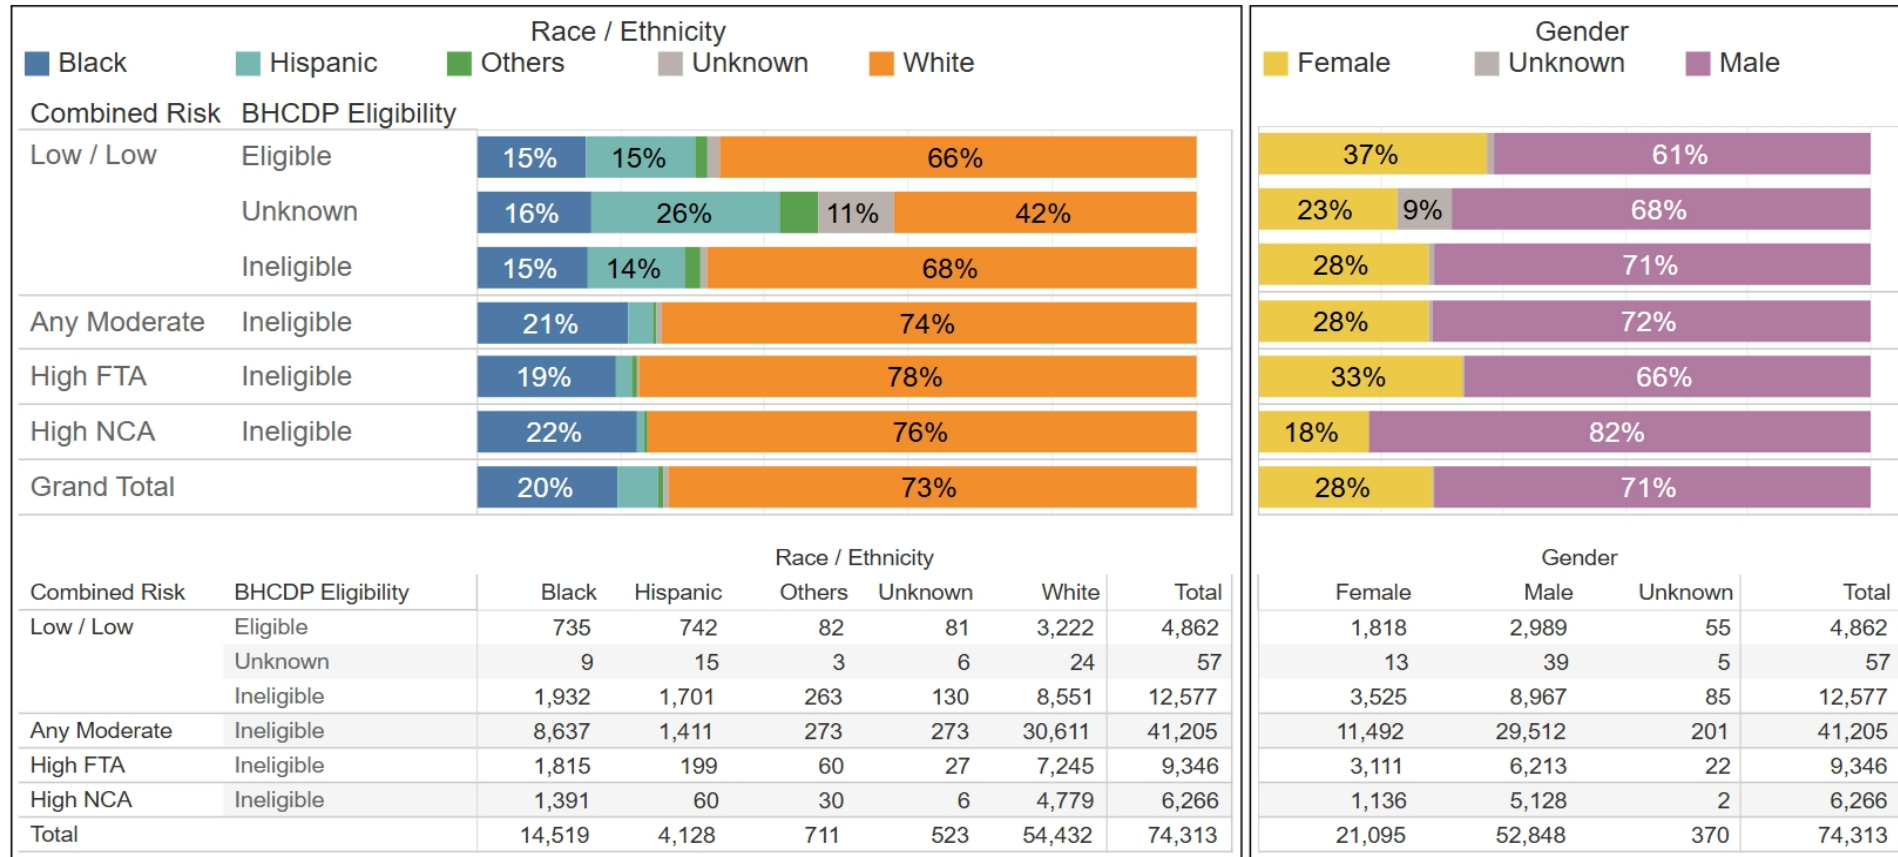 Race / Ethnicity
Black Hispanic Others Unknown White
Combined Risk BHCDP Eligibility
Low / Low Eligible 15% 15% 66%
Unknown 16% 26% 11% 42%
Ineligible 15% 14% 68%
Any Moderate Ineligible 21% 74%
High FTA Ineligible 19% 78%
High NCA Ineligible 22% 76%
Grand Total 20% 73%
Gender
Female Unknown Male
37% 61%
23% 9% 68%
28% 71%
28% 72%
33% 66%
18% 82%
28% 71%
Race / Ethnicity
Combined Risk BHCDP Eligibility Black Hispanic Others Unknown White Total
Low / Low Eligible 735 742 82 81 3,222 4,862
Unknown 9 15 3 6 24 57
Ineligible 1,932 1,701 263 130 8,551 12,577
Any Moderate Ineligible 8,637 1,411 273 273 30,611 41,205
High FTA Ineligible 1,815 199 60 27 7,245 9,346
High NCA Ineligible 1,391 60 30 6 4,779 6,266
Total 14,519 4,128 711 523 54,432 74,313
Gender
Female Male Unknown Total
1,818 2,989 55 4,862
13 39 5 57
3,525 8,967 85 12,577
11,492 29,512 201 41,205
3,111 6,213 22 9,346
1,136 5,128 2 6,266
21,095 52,848 370 74,313